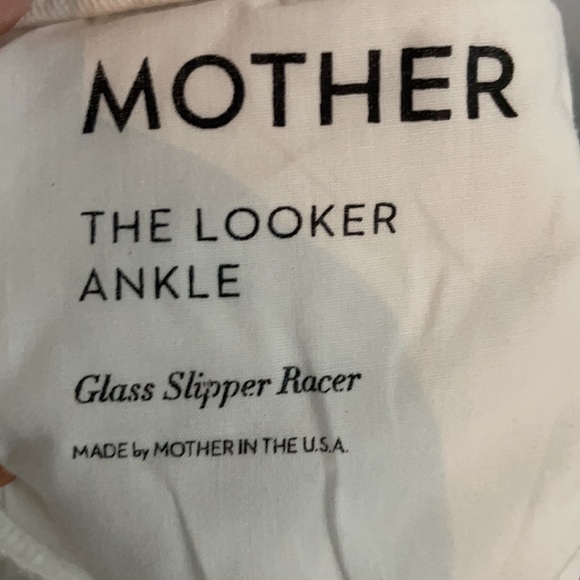 MOTHER
THE LOOKER
ANKLE
Glass Slipper Racer
MADE by MOTHER IN THE U.S.A.